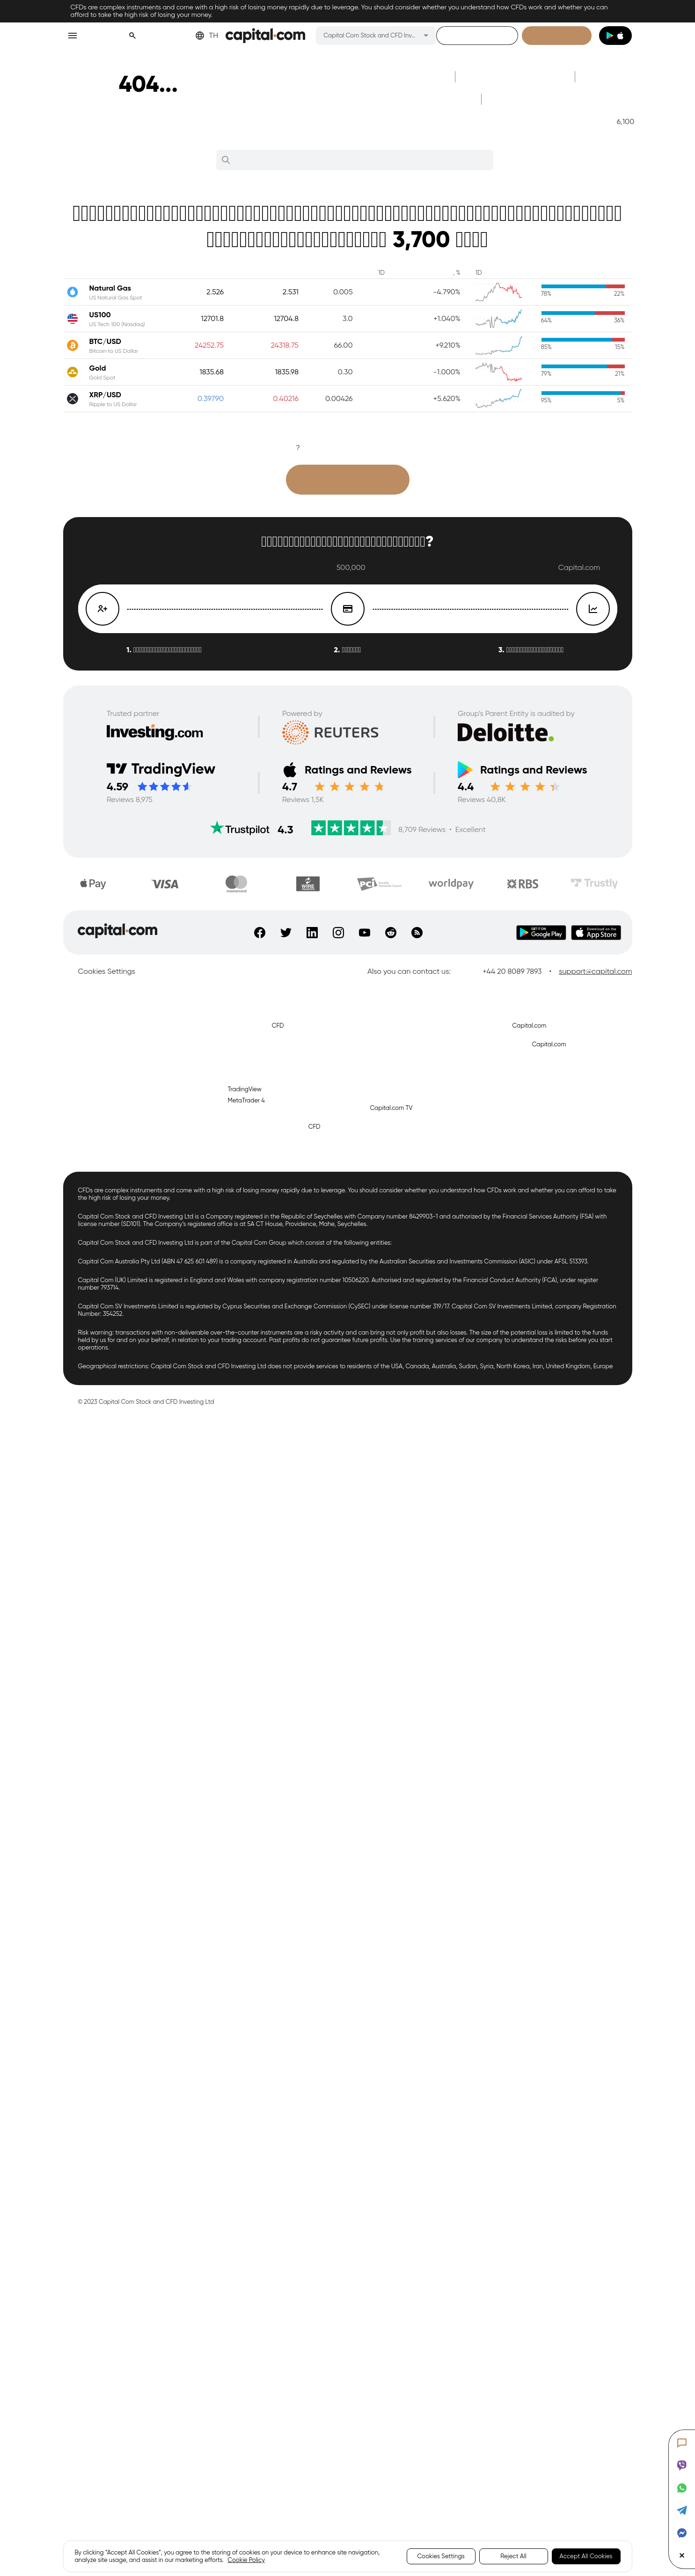 CFDs are complex instruments and come with a high risk of losing money rapidly due to leverage. You should consider whether you understand how CFDs work and whether you can
afford to take the high risk of losing your money.
TH
capital.com
Capital Com Stock and CFD Inv...
404...
6,100
3,700
1D , % 1D
Natural Gas 2.526 2.531 0.005 -4.790% 78% 22%
US Natural Gas Spot
US100 12701.8 12704.8 3.0 +1.040% 64% 36%
US Tech 100 (Nasdaq)
BTC/USD 24252.75 24318.75 66.00 +9.210% 85% 15%
Bitcoin to US Dollar
Gold 1835.68 1835.98 0.30 -1.000% 79% 21%
Gold Spot
XRP/USD 0.39790 0.40216 0.00426 +5.620% 95% 5%
Ripple to US Dollar
?
?
500,000 Capital.com
1. 2. 3.
Trusted partner
Investing.com
Powered by
REUTERS
Group's Parent Entity is audited by
Deloitte.
TradingView
4.59
Reviews 8,975
Ratings and Reviews
4.7
Reviews 1,5K
Ratings and Reviews
4.4
Reviews 40,8K
Trustpilot 4.3 8,709 Reviews • Excellent
Pay VISA mastercard WIRE PCI worldpay RBS Trustly
capital.com
GET IT ON Google Play
Download on the App Store
Cookies Settings
Also you can contact us: +44 20 8089 7893 • support@capital.com
CFD Capital.com
Capital.com
TradingView
MetaTrader 4
Capital.com TV
CFD
CFDs are complex instruments and come with a high risk of losing money rapidly due to leverage. You should consider whether you understand how CFDs work and whether you can afford to take
the high risk of losing your money.
Capital Com Stock and CFD Investing Ltd is a Company registered in the Republic of Seychelles with Company number 8429903-1 and authorized by the Financial Services Authority (FSA) with
license number (SD101). The Company's registered office is at 5A CT House, Providence, Mahe, Seychelles.
Capital Com Stock and CFD Investing Ltd is part of the Capital Com Group which consist of the following entities:
Capital Com Australia Pty Ltd (ABN 47 625 601 489) is a company registered in Australia and regulated by the Australian Securities and Investments Commission (ASIC) under AFSL 513393.
Capital Com (UK) Limited is registered in England and Wales with company registration number 10506220. Authorised and regulated by the Financial Conduct Authority (FCA), under register
number 793714.
Capital Com SV Investments Limited is regulated by Cyprus Securities and Exchange Commission (CySEC) under license number 319/17. Capital Com SV Investments Limited, company Registration
Number: 354252.
Risk warning: transactions with non-deliverable over-the-counter instruments are a risky activity and can bring not only profit but also losses. The size of the potential loss is limited to the funds
held by us for and on your behalf, in relation to your trading account. Past profits do not guarantee future profits. Use the training services of our company to understand the risks before you start
operations.
Geographical restrictions: Capital Com Stock and CFD Investing Ltd does not provide services to residents of the USA, Canada, Australia, Sudan, Syria, North Korea, Iran, United Kingdom, Europe
© 2023 Capital Com Stock and CFD Investing Ltd
By clicking "Accept All Cookies", you agree to the storing of cookies on your device to enhance site navigation,
analyze site usage, and assist in our marketing efforts. Cookie Policy
Cookies Settings
Reject All
Accept All Cookies